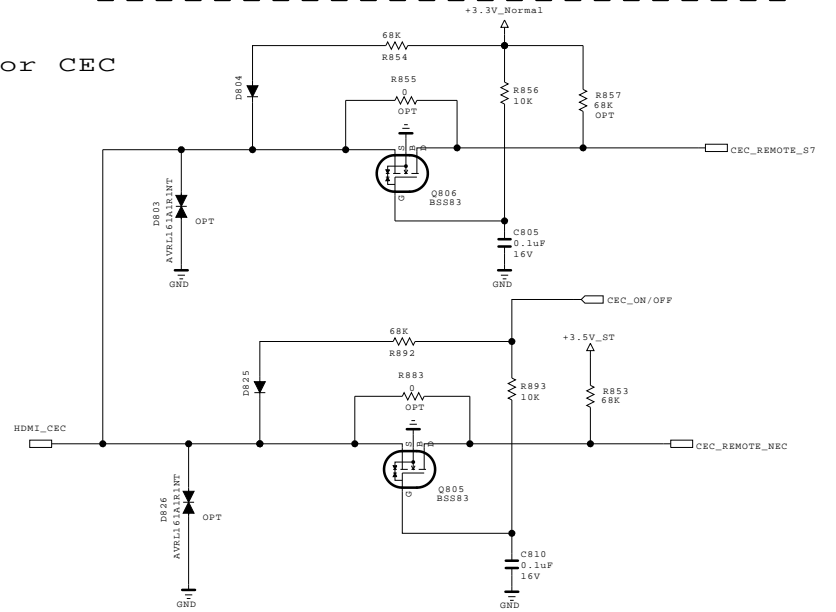 +3.3V_Normal
or CEC
68K
R854
D804
R855
0
OPT
R856
10K
R857
68K
OPT
S
B
D
CEC_REMOTE_S7
G
Q806
BSS83
D803
AVRL161A1R1NT
OPT
C805
0.1uF
16V
GND
GND
CEC_ON/OFF
68K
R892
+3.5V_ST
D825
R883
0
OPT
R893
10K
R853
68K
HDMI_CEC
S
B
D
CEC_REMOTE_NEC
G
Q805
BSS83
D826
AVRL161A1R1NT
OPT
C810
0.1uF
16V
GND
GND